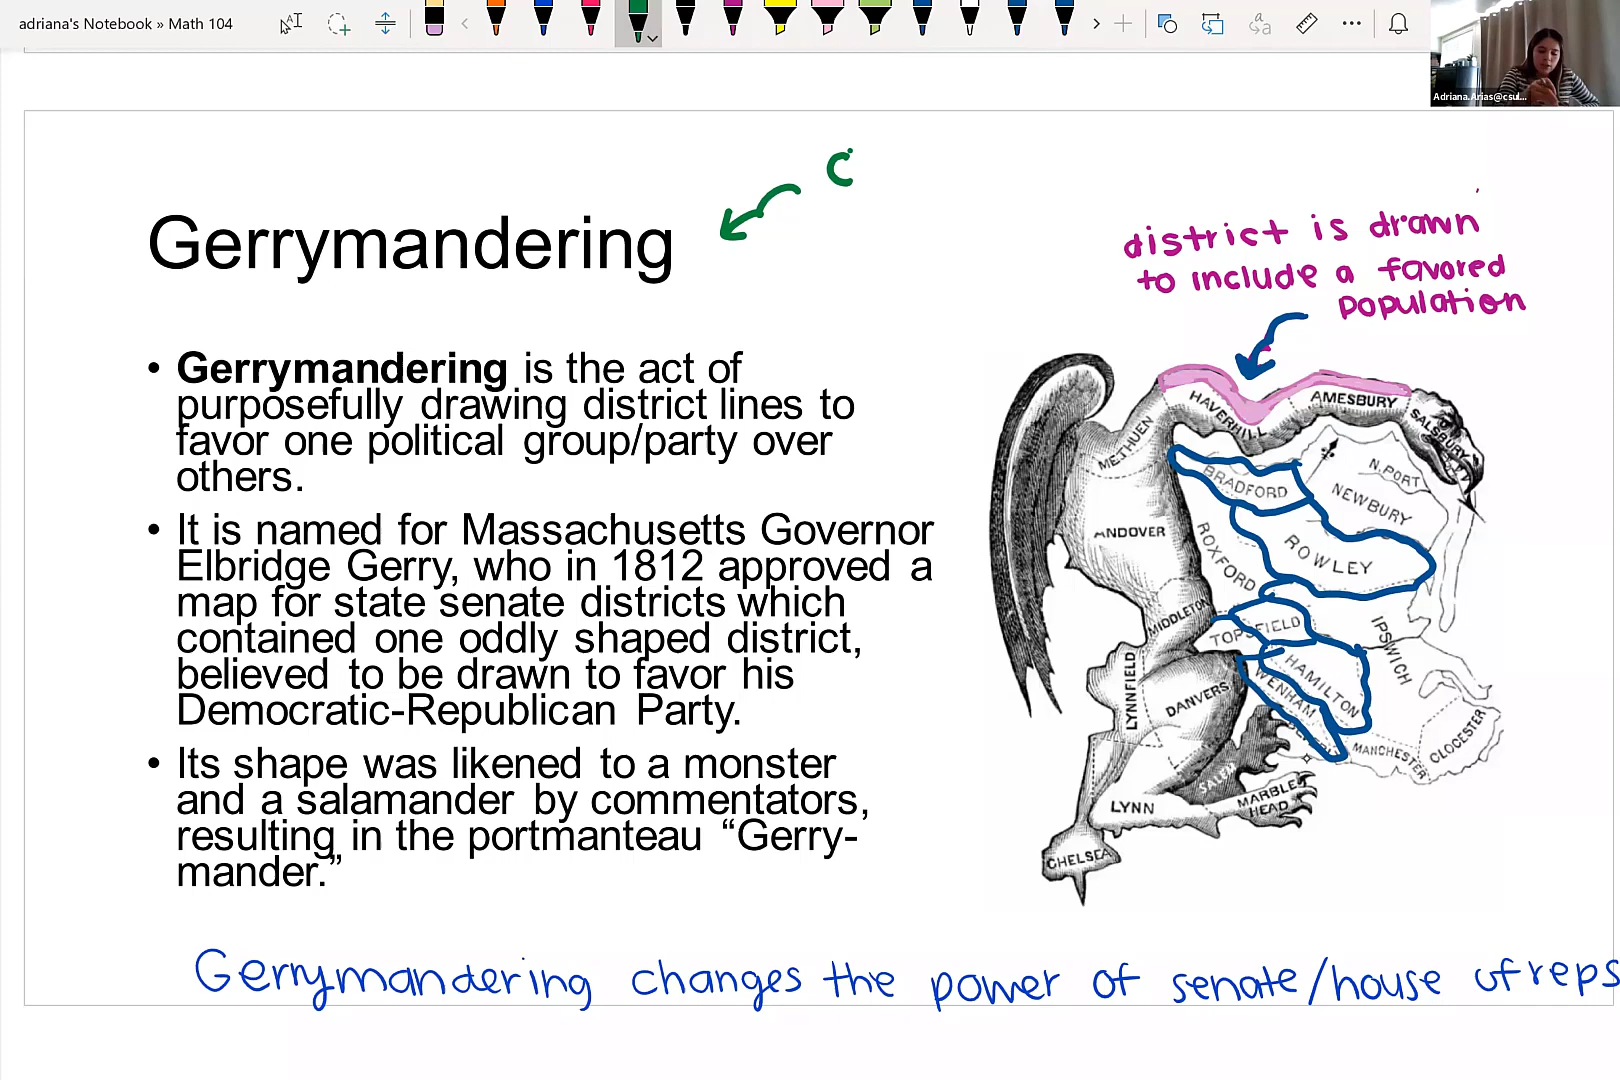 adriana's Notebook » Math 104
Adriana.Arias@csul...
C
Gerrymandering
district is drawn
to include a favored
population
• Gerrymandering is the act of
purposefully drawing district lines to
favor one political group/party over
others.
• It is named for Massachusetts Governor
Elbridge Gerry, who in 1812 approved a
map for state senate districts which
contained one oddly shaped district,
believed to be drawn to favor his
Democratic-Republican Party.
• Its shape was likened to a monster
and a salamander by commentators,
resulting in the portmanteau “Gerry-
mander.”
HAVERHILL
AMESBURY
SALSBURY
METHUEN
BRADFORD
N.PORT
NEWBURY
ANDOVER
ROXFORD
ROWLEY
MIDDLETON
TOPSFIELD
IPSWICH
LYNNFIELD
DANVERS
HAMILTON
WENHAM
MANCHESTER
GLOCESTER
SALEM
LYNN
MARBLE
HEAD
CHELSEA
Gerrymandering changes the power of senate/house of reps